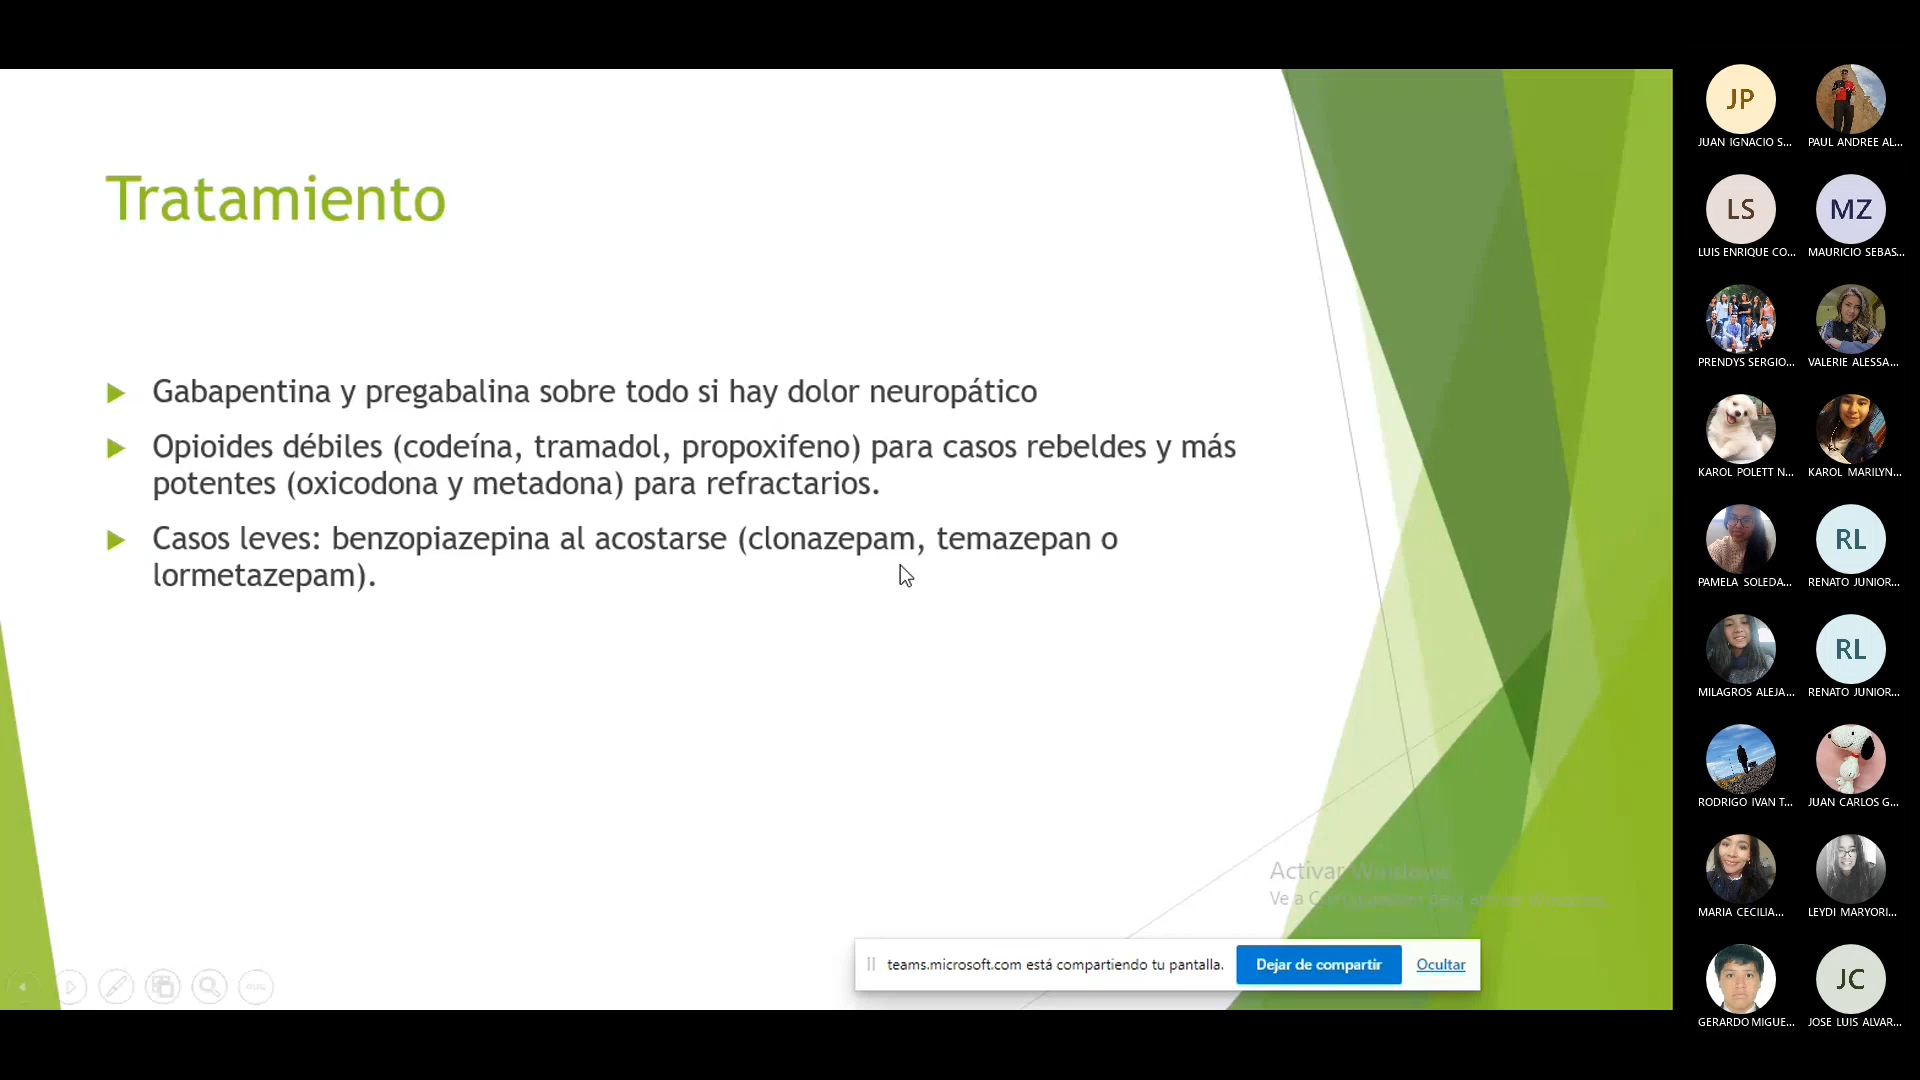 Tratamiento
Gabapentina y pregabalina sobre todo si hay dolor neuropático
Opioides débiles (codeína, tramadol, propoxifeno) para casos rebeldes y más
potentes (oxicodona y metadona) para refractarios.
Casos leves: benzopiazepina al acostarse (clonazepam, temazepan o
lormetazepam).
Activar Windows
Ve a Configuración para activar Windows.
teams.microsoft.com está compartiendo tu pantalla.
Dejar de compartir
Ocultar
JP
JUAN IGNACIO S...
PAUL ANDREE AL...
LS
LUIS ENRIQUE CO...
MZ
MAURICIO SEBAS...
PRENDYS SERGIO...
VALERIE ALESSA...
KAROL POLETT N...
KAROL MARILYN...
PAMELA SOLEDA...
RL
RENATO JUNIOR...
MILAGROS ALEJA...
RL
RENATO JUNIOR...
RODRIGO IVAN T...
JUAN CARLOS G...
MARIA CECILIA...
LEYDI MARYORI...
GERARDO MIGUE...
JC
JOSE LUIS ALVAR...